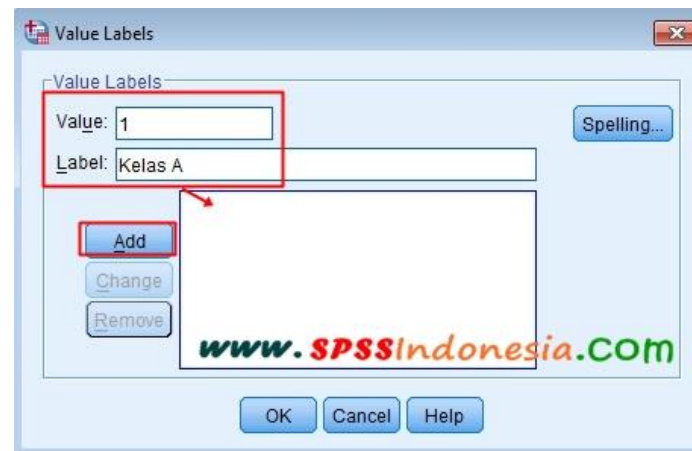 Value Labels
Value Labels
Value: 1
Spelling...
Label: Kelas A
Add
Change
Remove
www.SPSSIndonesia.com
OK Cancel Help